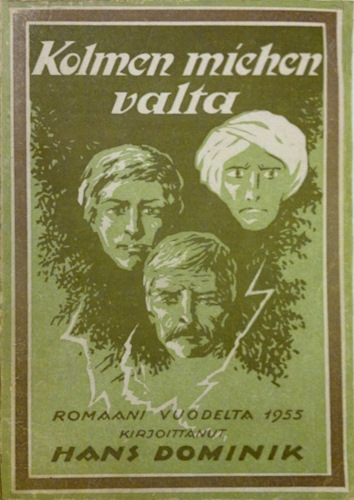 Kolmen miehen
valta
ROMAANI VUODELTA 1955
KIRJOITTANUT
HANS DOMINIK